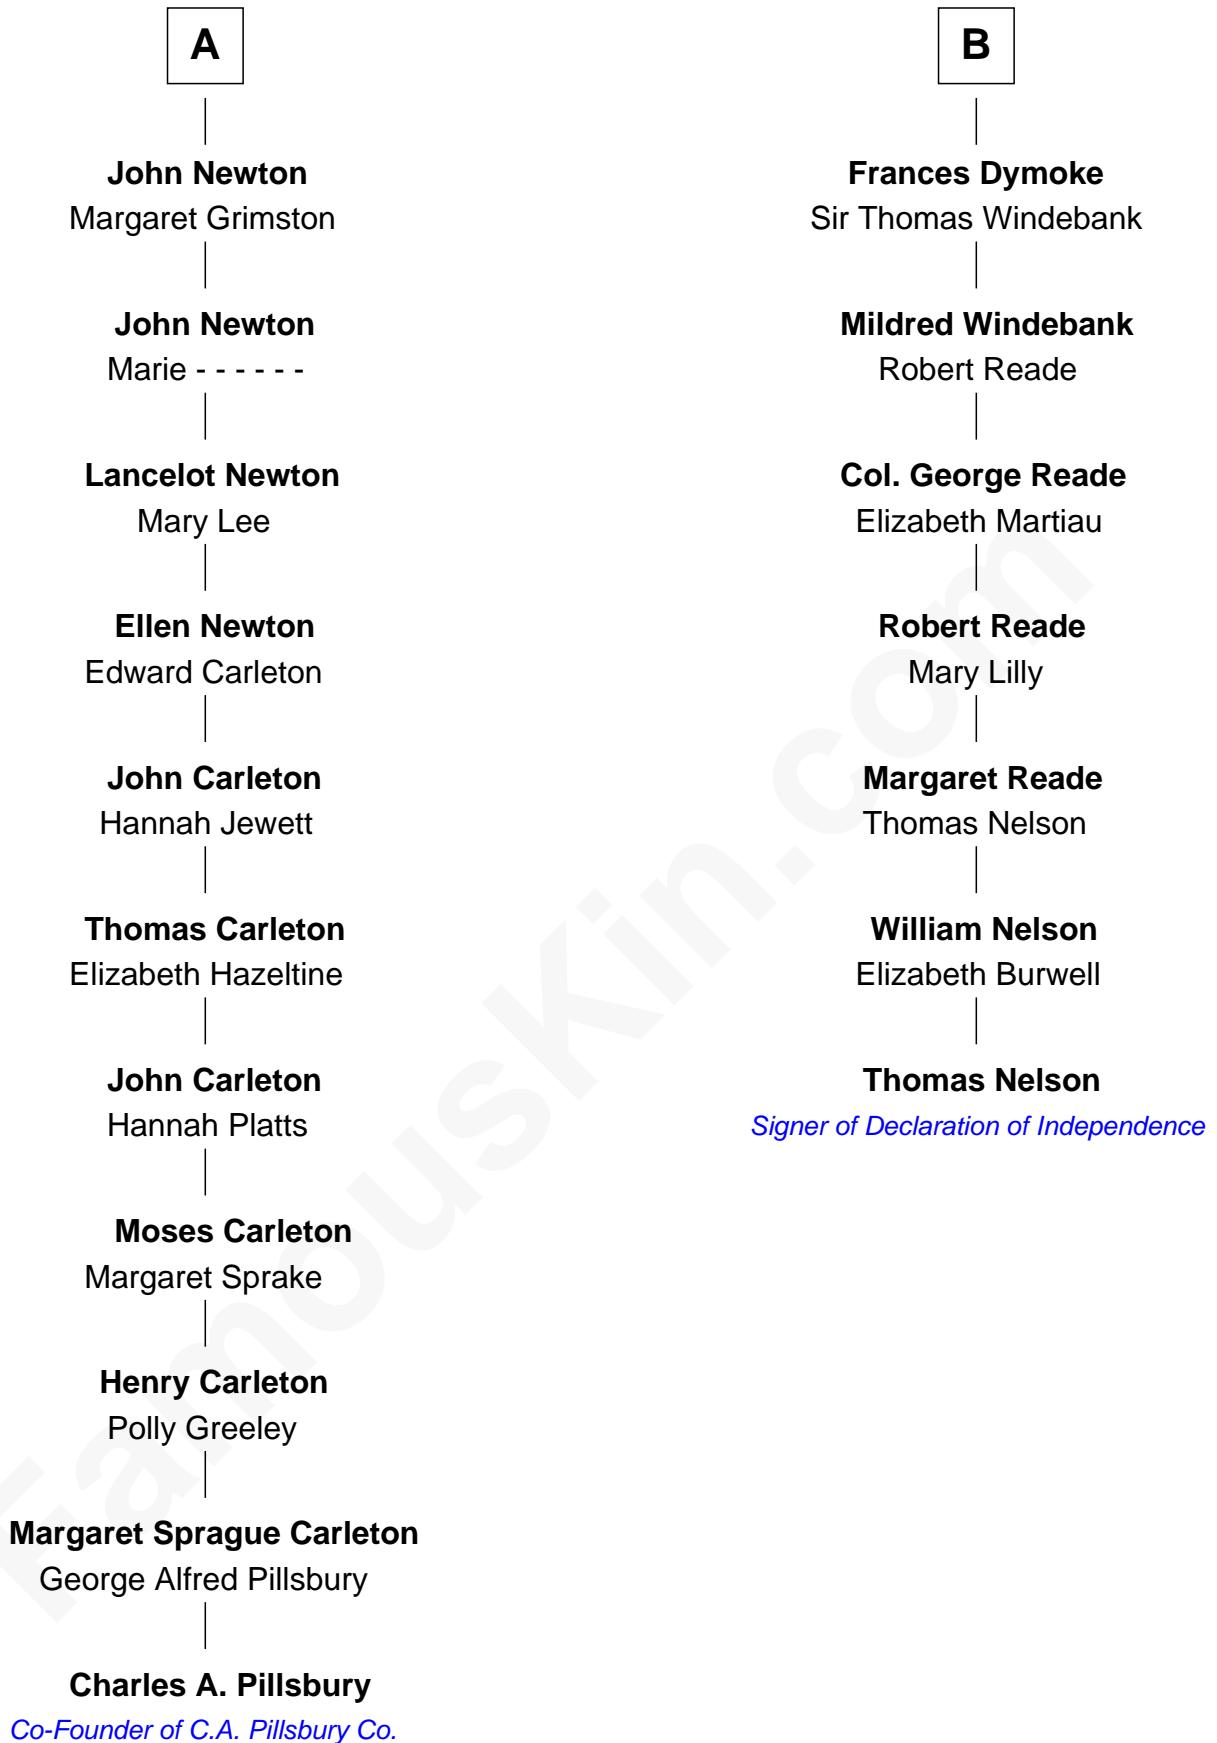 A
John Newton
Margaret Grimston
John Newton
Marie - - - - - -
Lancelot Newton
Mary Lee
Ellen Newton
Edward Carleton
John Carleton
Hannah Jewett
Thomas Carleton
Elizabeth Hazeltine
John Carleton
Hannah Platts
Moses Carleton
Margaret Sprake
Henry Carleton
Polly Greeley
Margaret Sprague Carleton
George Alfred Pillsbury
Charles A. Pillsbury
Co-Founder of C.A. Pillsbury Co.
B
Frances Dymoke
Sir Thomas Windebank
Mildred Windebank
Robert Reade
Col. George Reade
Elizabeth Martiau
Robert Reade
Mary Lilly
Margaret Reade
Thomas Nelson
William Nelson
Elizabeth Burwell
Thomas Nelson
Signer of Declaration of Independence
FamousKin.com